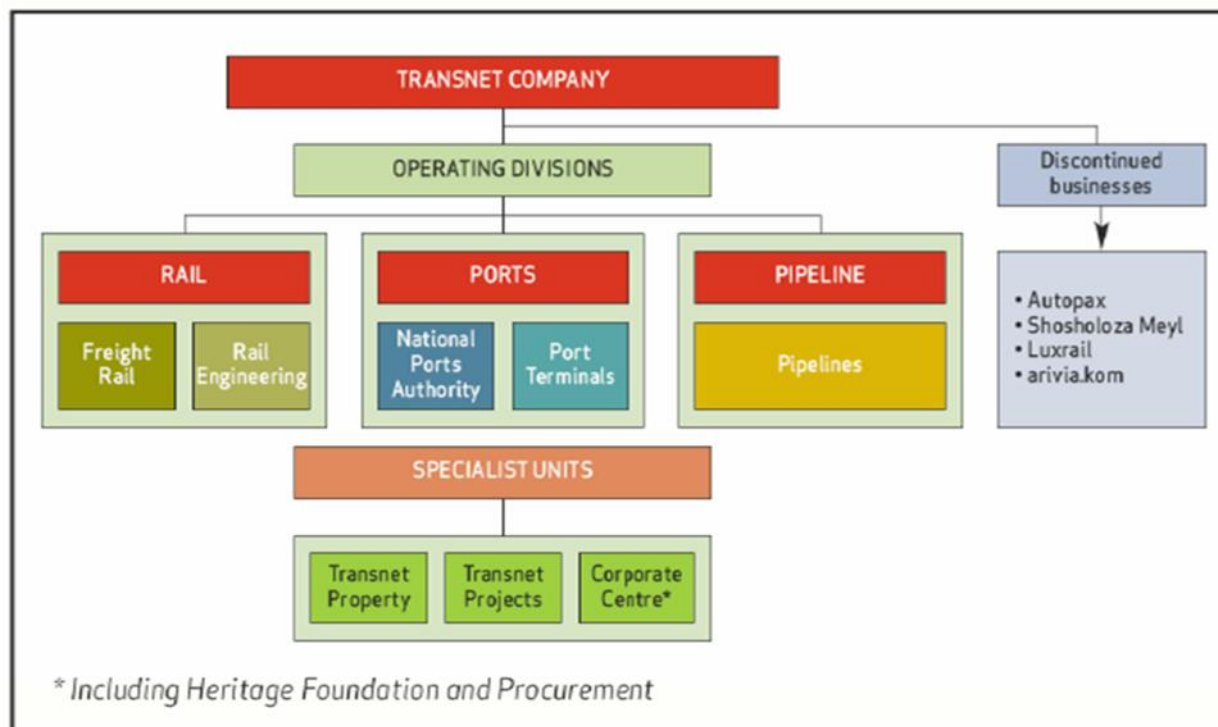 TRANSNET COMPANY
OPERATING DIVISIONS
Discontinued
businesses
RAIL
Freight
Rail
Rail
Engineering
PORTS
National
Ports
Authority
Port
Terminals
PIPELINE
Pipelines
• Autopax
• Shosholoza Meyl
• Luxrail
• arivia.kom
SPECIALIST UNITS
Transnet
Property
Transnet
Projects
Corporate
Centre*
* Including Heritage Foundation and Procurement